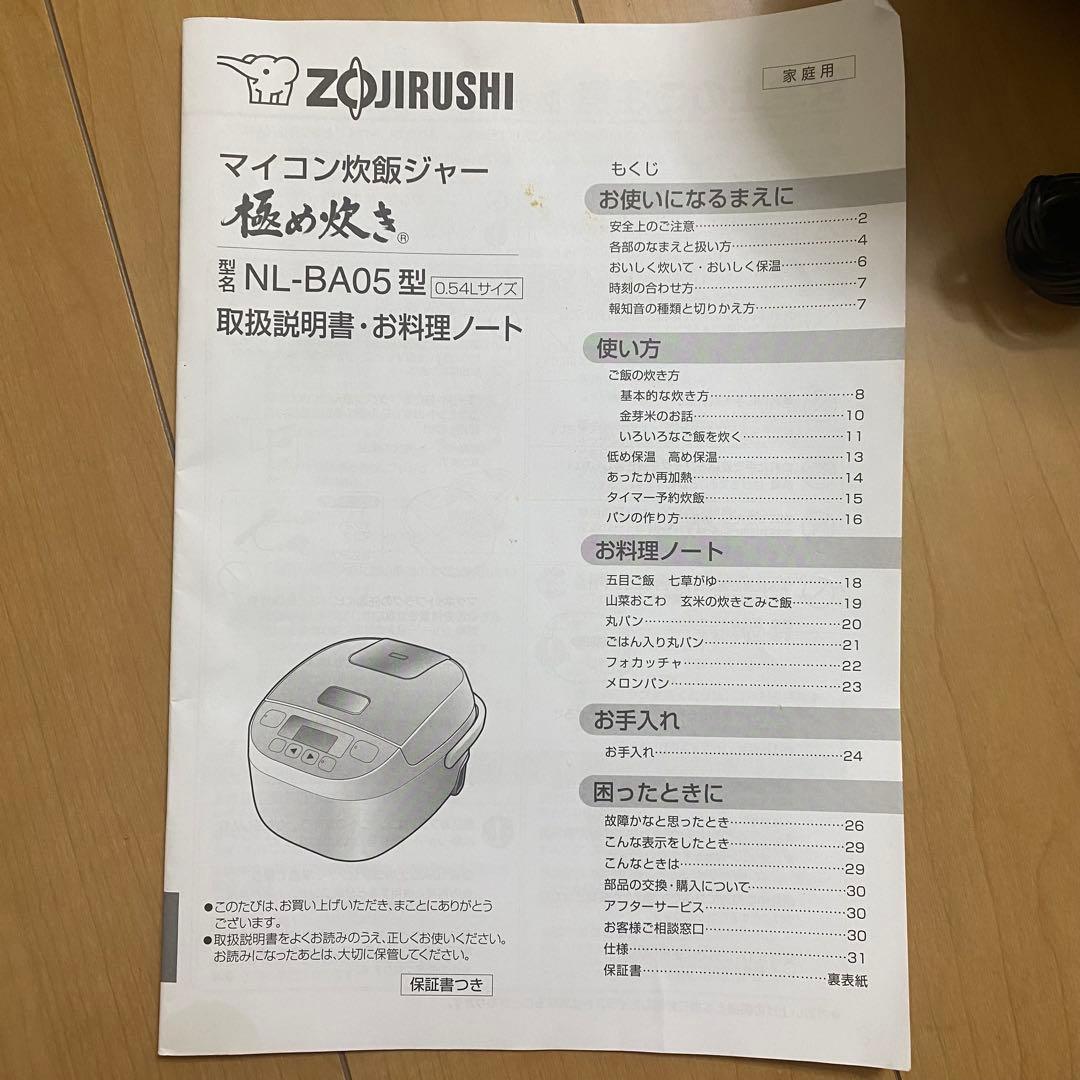 ZOJIRUSHI
家庭用
マイコン炊飯ジャー
極め炊き®
型名 NL-BA05型 0.54Lサイズ
取扱説明書・お料理ノート
もくじ
お使いになるまえに
安全上のご注意……………………………2
各部のなまえと扱い方……………………4
おいしく炊いて・おいしく保温……………6
時刻の合わせ方……………………………7
報知音の種類と切りかえ方………………7
使い方
ご飯の炊き方
基本的な炊き方……………………………8
金芽米のお話………………………………10
いろいろなご飯を炊く……………………11
低め保温 高め保温………………………13
あったか再加熱……………………………14
タイマー予約炊飯…………………………15
パンの作り方………………………………16
お料理ノート
五目ご飯 七草がゆ………………………18
山菜おこわ 玄米の炊きこみご飯…………19
丸パン………………………………………20
ごはん入り丸パン…………………………21
フォカッチャ………………………………22
メロンパン…………………………………23
お手入れ
お手入れ……………………………………24
困ったときに
故障かなと思ったとき……………………26
こんな表示をしたとき……………………29
こんなときは………………………………29
部品の交換・購入について………………30
アフターサービス…………………………30
お客様ご相談窓口…………………………30
仕様…………………………………………31
保証書………………………………………裏表紙
●このたびは、お買い上げいただき、まことにありがとう
ございます。
●取扱説明書をよくお読みのうえ、正しくお使いください。
お読みになったあとは、大切に保管してください。
保証書つき